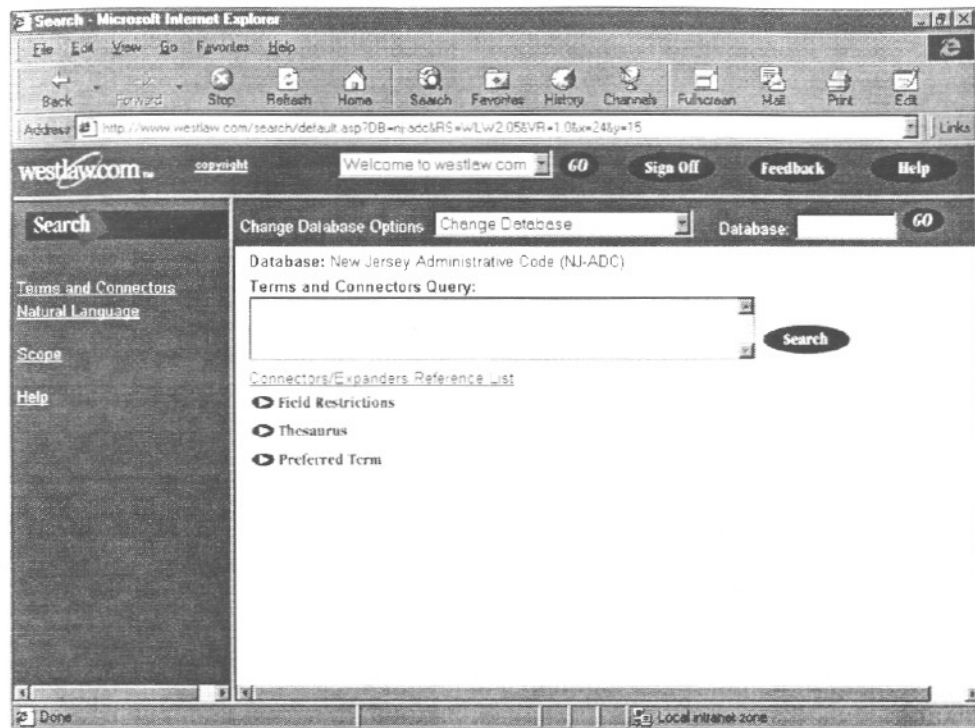 Search - Microsoft Internet Explorer
File Edit View Go Favorites Help
Back Forward Stop Refresh Home Search Favorites History Channels Fullscreen Mail Print Edit
Address http://www.westlaw.com/search/default.asp?DB=nj-adc&RS=WLW2.05&VR=1.0&x=24&y=15 Links
westlaw.com™ copyright Welcome to westlaw.com GO Sign Off Feedback Help
Search
Change Database Options Change Database Database: GO
Database: New Jersey Administrative Code (NJ-ADC)
Terms and Connectors Query:
Search
Connectors/Expanders Reference List
Field Restrictions
Thesaurus
Preferred Term
Terms and Connectors
Natural Language
Scope
Help
Done Local intranet zone